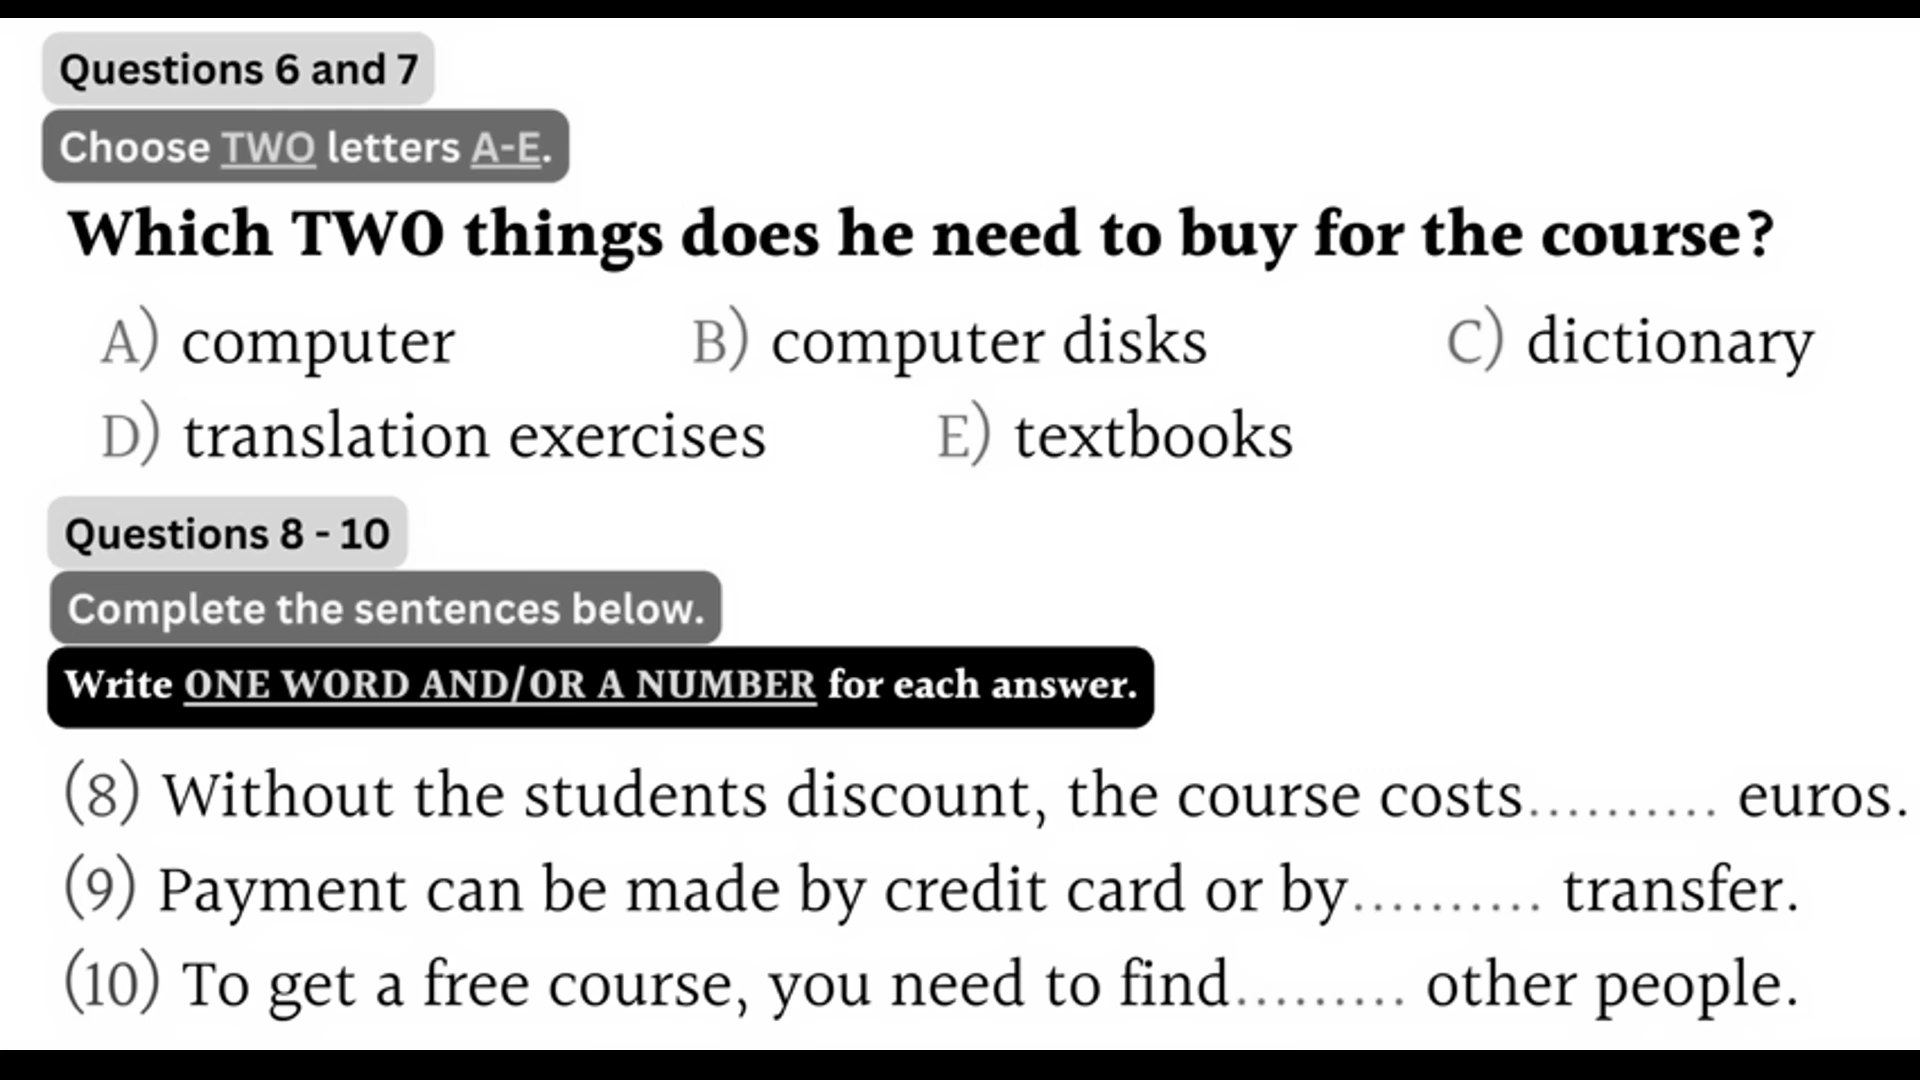 Questions 6 and 7
Choose TWO letters A-E.
Which TWO things does he need to buy for the course?
A) computer B) computer disks C) dictionary
D) translation exercises E) textbooks
Questions 8 - 10
Complete the sentences below.
Write ONE WORD AND/OR A NUMBER for each answer.
(8) Without the students discount, the course costs.......... euros.
(9) Payment can be made by credit card or by.......... transfer.
(10) To get a free course, you need to find......... other people.